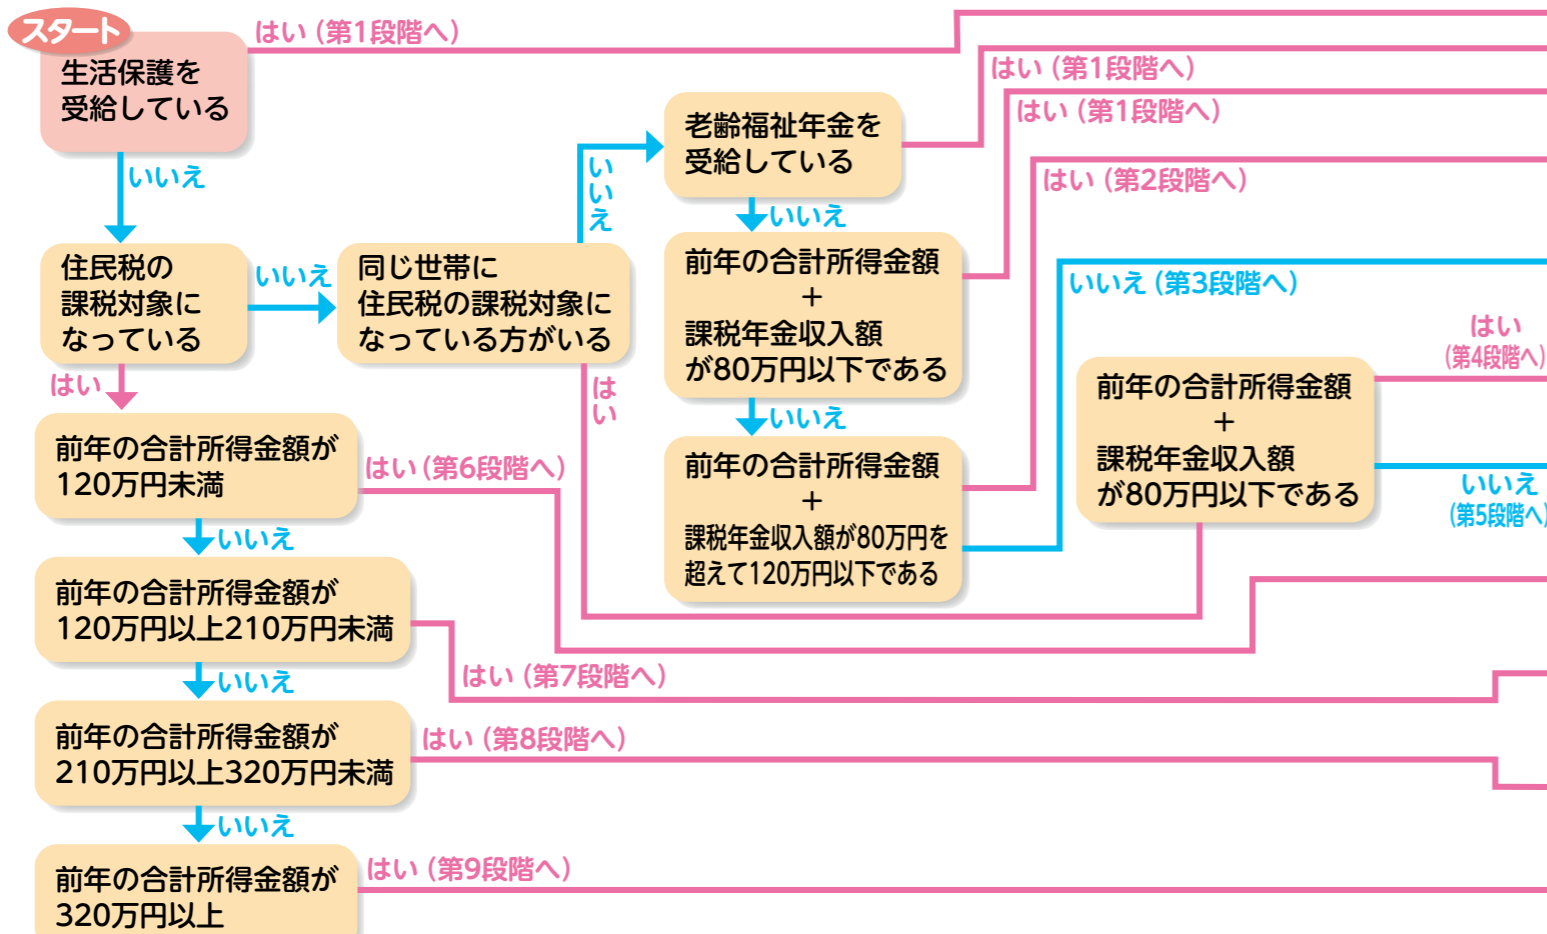 スタート
生活保護を
受給している
はい（第1段階へ）
いいえ
住民税の
課税対象に
なっている
いいえ
はい
同じ世帯に
住民税の課税対象に
なっている方がいる
いいえ
はい
老齢福祉年金を
受給している
はい（第1段階へ）
いいえ
前年の合計所得金額
＋
課税年金収入額
が80万円以下である
はい（第1段階へ）
いいえ
前年の合計所得金額
＋
課税年金収入額が80万円を
超えて120万円以下である
はい（第2段階へ）
いいえ（第3段階へ）
前年の合計所得金額
＋
課税年金収入額
が80万円以下である
はい
（第4段階へ）
いいえ
（第5段階へ）
前年の合計所得金額が
120万円未満
はい（第6段階へ）
いいえ
前年の合計所得金額が
120万円以上210万円未満
はい（第7段階へ）
いいえ
前年の合計所得金額が
210万円以上320万円未満
はい（第8段階へ）
いいえ
前年の合計所得金額が
320万円以上
はい（第9段階へ）